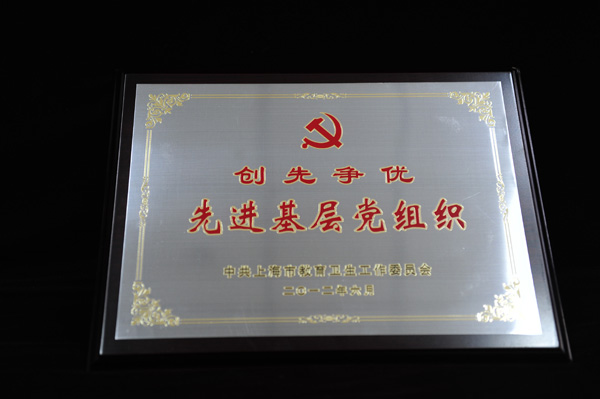 创先争优
先进基层党组织
中共上海市教育卫生工作委员会
二〇一二年六月